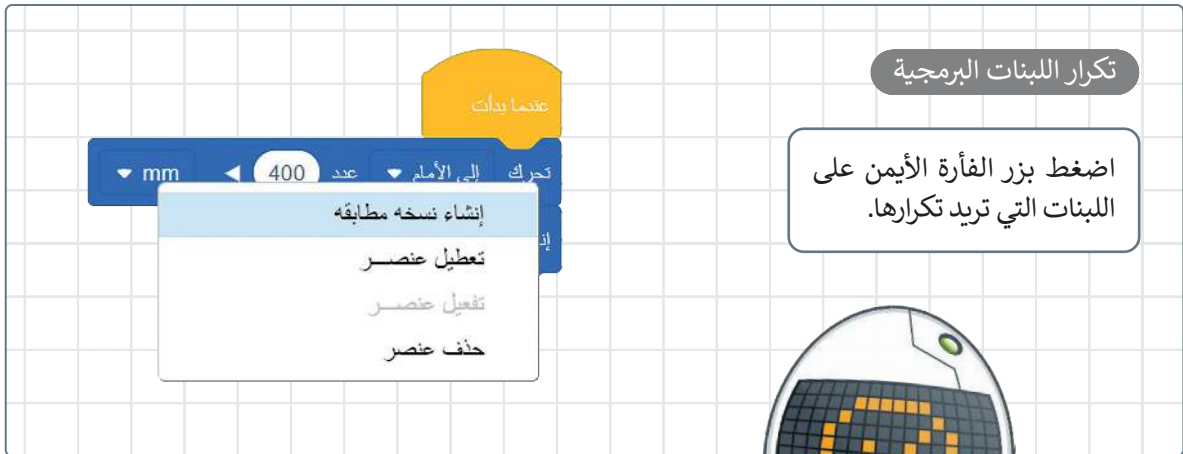 تكرار اللبنات البرمجية
اضغط بزر الفأرة الأيمن على
اللبنات التي تريد تكرارها.
عندما بدأت
تحرك إلى الأمام عدد 400 mm
إنشاء نسخه مطابقه
تعطيل عنصـــر
تفعيل عنصـــر
حذف عنصر